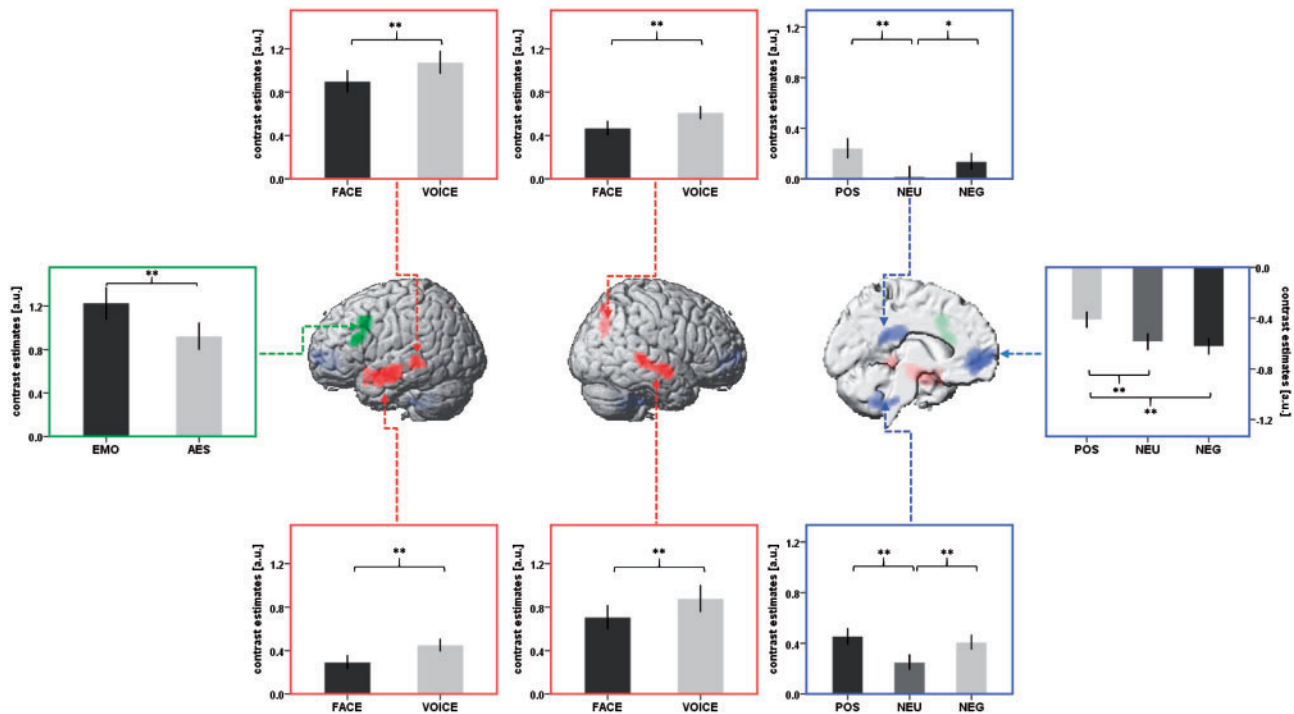 contrast estimates [a.u.]
1.2
0.8
0.4
0.0
**
FACE VOICE
contrast estimates [a.u.]
1.2
0.8
0.4
0.0
**
FACE VOICE
contrast estimates [a.u.]
1.2
0.8
0.4
0.0
** *
POS NEU NEG
contrast estimates [a.u.]
1.2
0.8
0.4
0.0
**
EMO AES
0.0
-0.4
-0.8
-1.2
contrast estimates [a.u.]
**
**
POS NEU NEG
contrast estimates [a.u.]
1.2
0.8
0.4
0.0
**
FACE VOICE
contrast estimates [a.u.]
1.2
0.8
0.4
0.0
**
FACE VOICE
contrast estimates [a.u.]
1.2
0.8
0.4
0.0
** **
POS NEU NEG